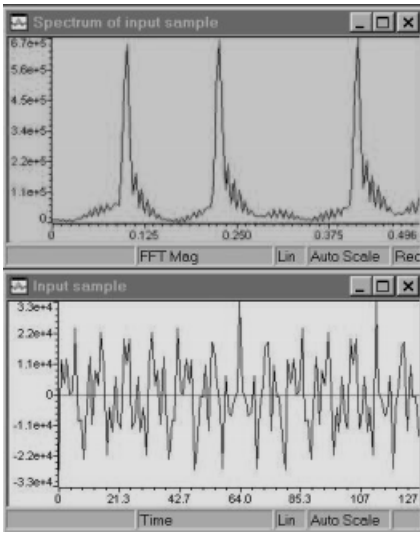 Spectrum of input sample
6.7e+5
5.6e+5
4.5e+5
3.4e+5
2.2e+5
1.1e+5
0
0 0.125 0.250 0.375 0.496
FFT Mag Lin Auto Scale Rec
Input sample
3.3e+4
2.2e+4
1.1e+4
0
-1.1e+4
-2.2e+4
-3.3e+4
0 21.3 42.7 64.0 85.3 107 127
Time Lin Auto Scale